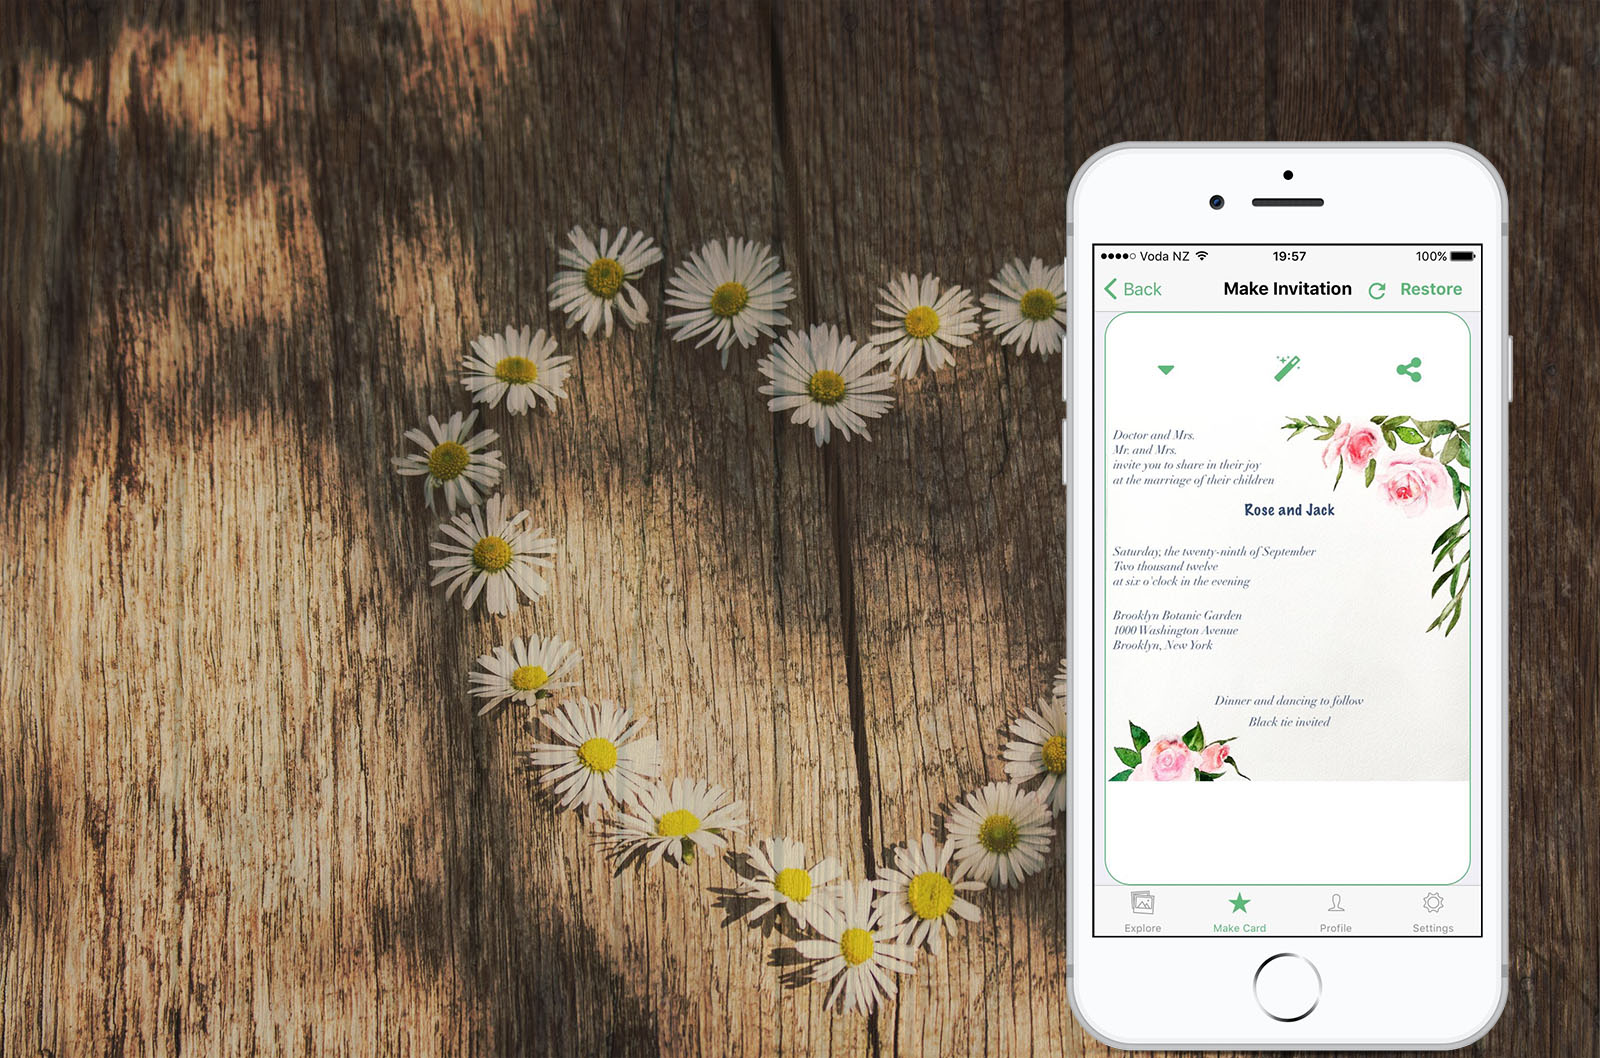 Voda NZ 19:57 100%
Back Make Invitation Restore
Doctor and Mrs.
Mr. and Mrs.
invite you to share in their joy
at the marriage of their children
Rose and Jack
Saturday, the twenty-ninth of September
Two thousand twelve
at six o'clock in the evening
Brooklyn Botanic Garden
1000 Washington Avenue
Brooklyn, New York
Dinner and dancing to follow
Black tie invited
Explore Make Card Profile Settings